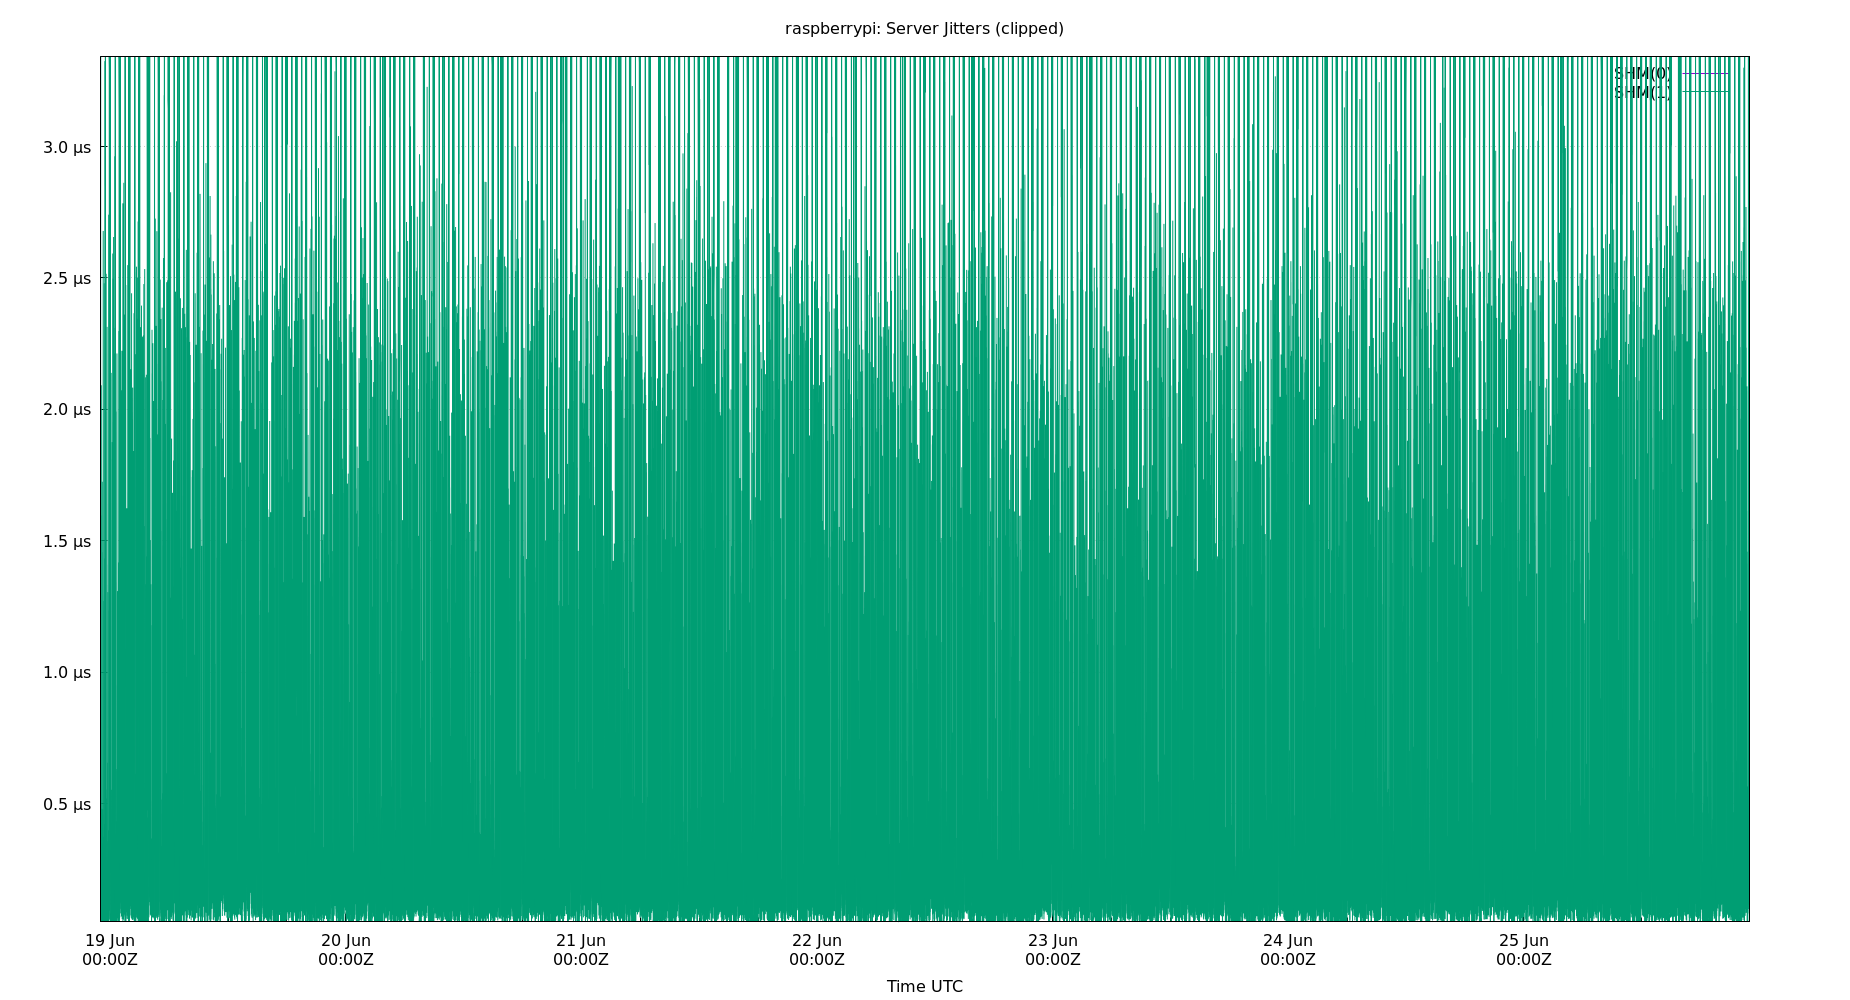 raspberrypi: Server Jitters (clipped)
SHM(0)
SHM(1)
3.0 µs
2.5 µs
2.0 µs
1.5 µs
1.0 µs
0.5 µs
19 Jun 20 Jun 21 Jun 22 Jun 23 Jun 24 Jun 25 Jun
00:00Z 00:00Z 00:00Z 00:00Z 00:00Z 00:00Z 00:00Z
Time UTC